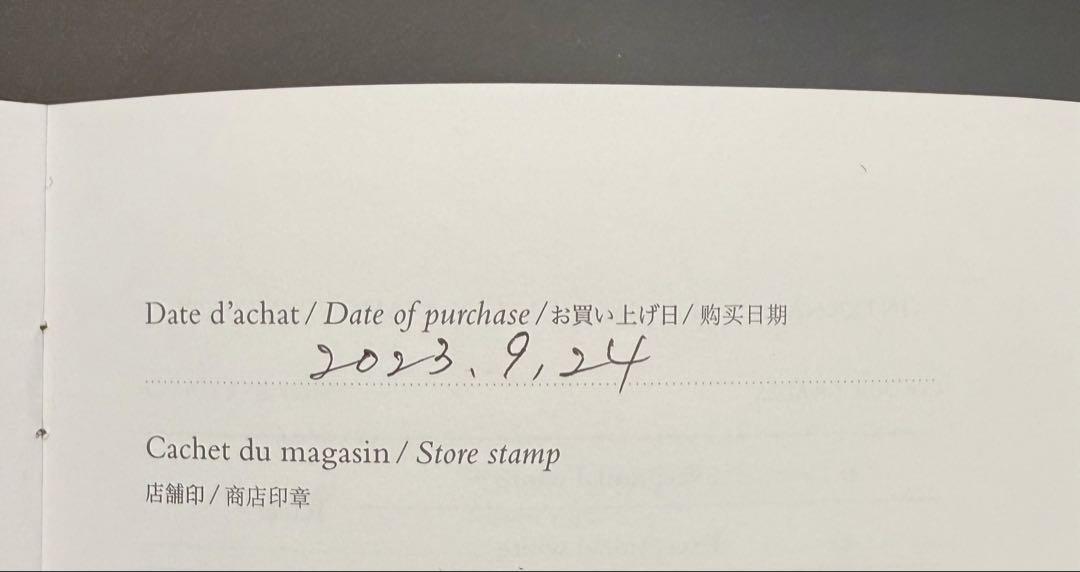 Date d'achat / Date of purchase / お買い上げ日 / 购买日期
2023、9,24
Cachet du magasin / Store stamp
店舗印 / 商店印章